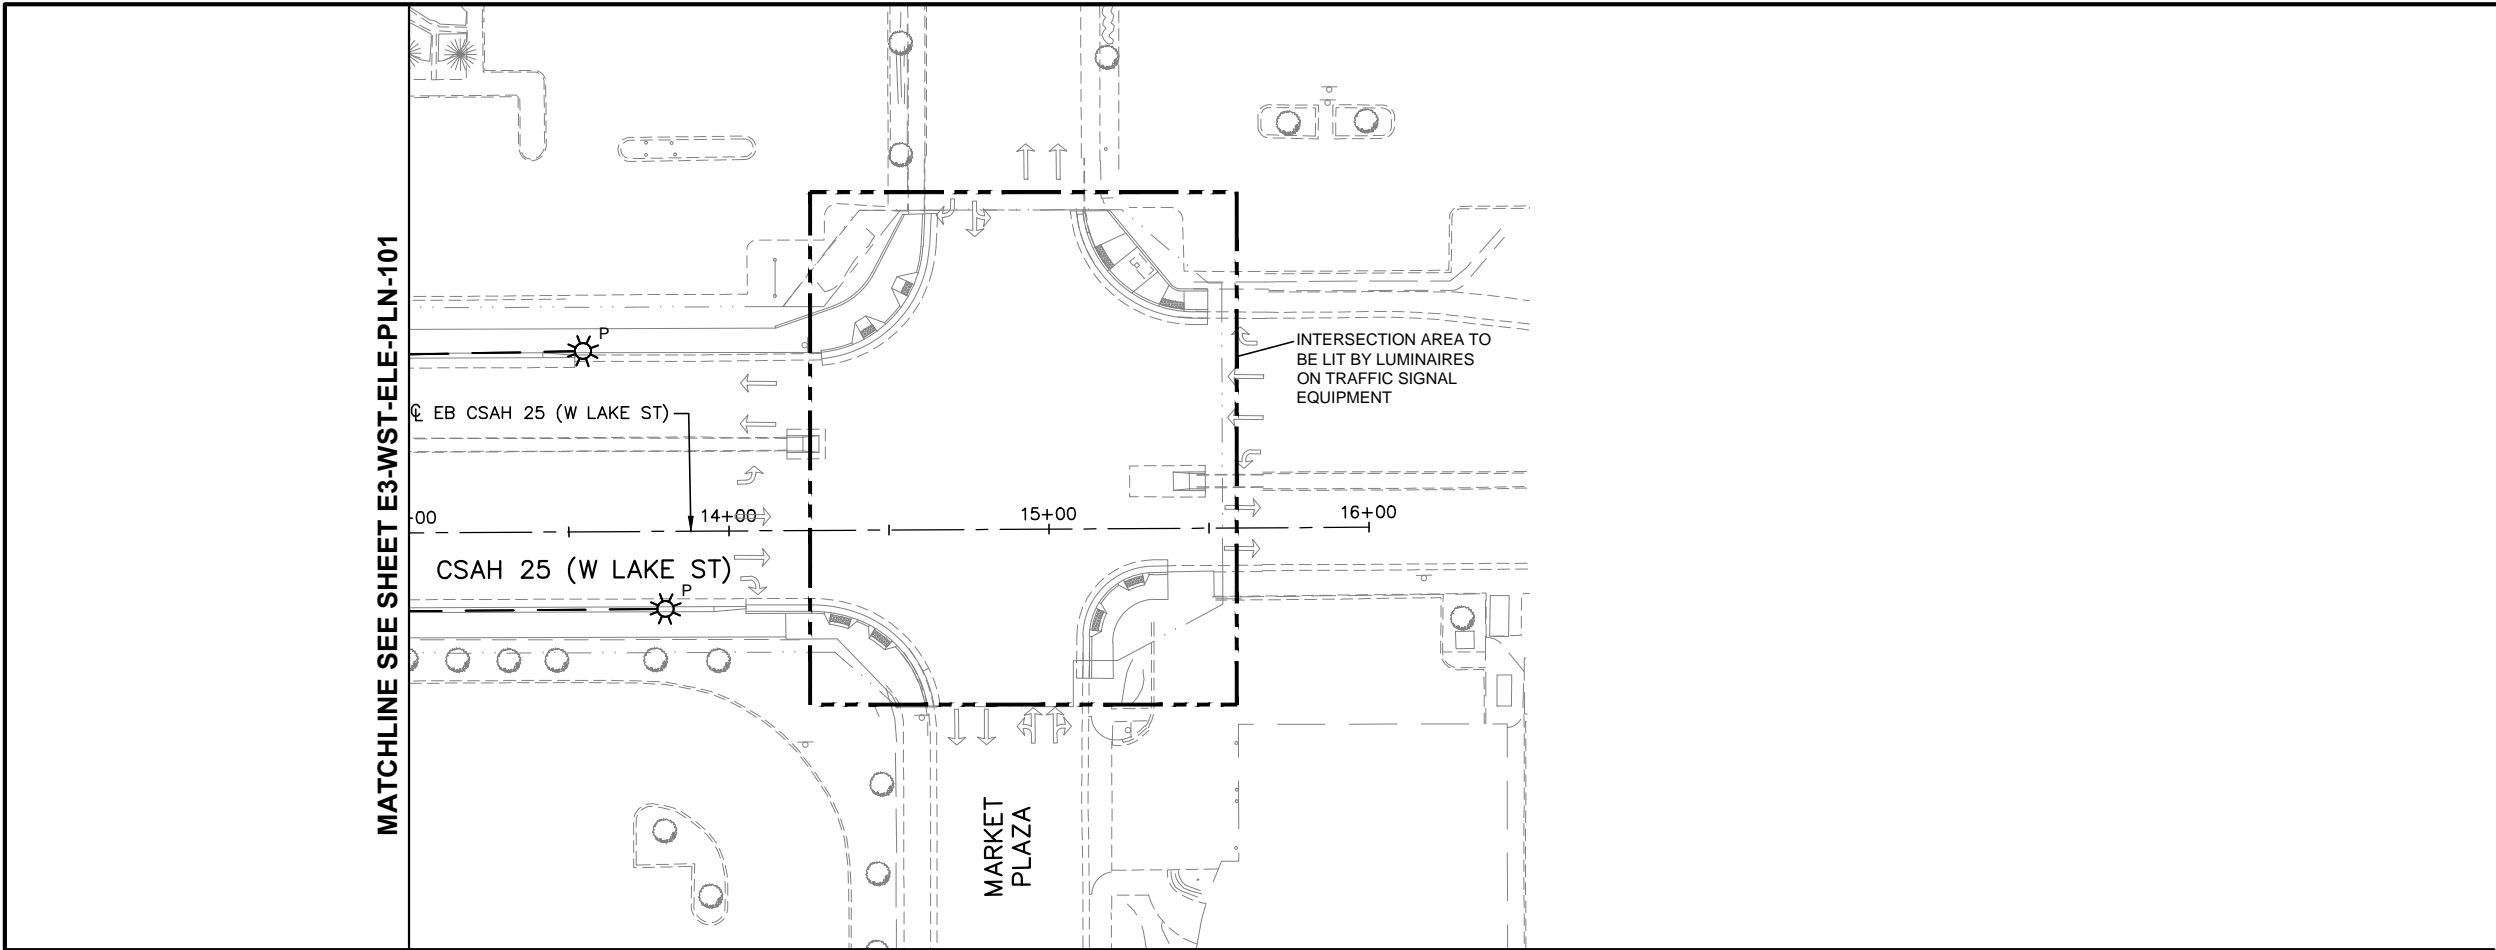 MATCHLINE SEE SHEET E3-WST-ELE-PLN-101
P
INTERSECTION AREA TO
BE LIT BY LUMINAIRES
ON TRAFFIC SIGNAL
EQUIPMENT
℄ EB CSAH 25 (W LAKE ST)
+00
14+00
15+00
16+00
CSAH 25 (W LAKE ST)
P
MARKET
PLAZA